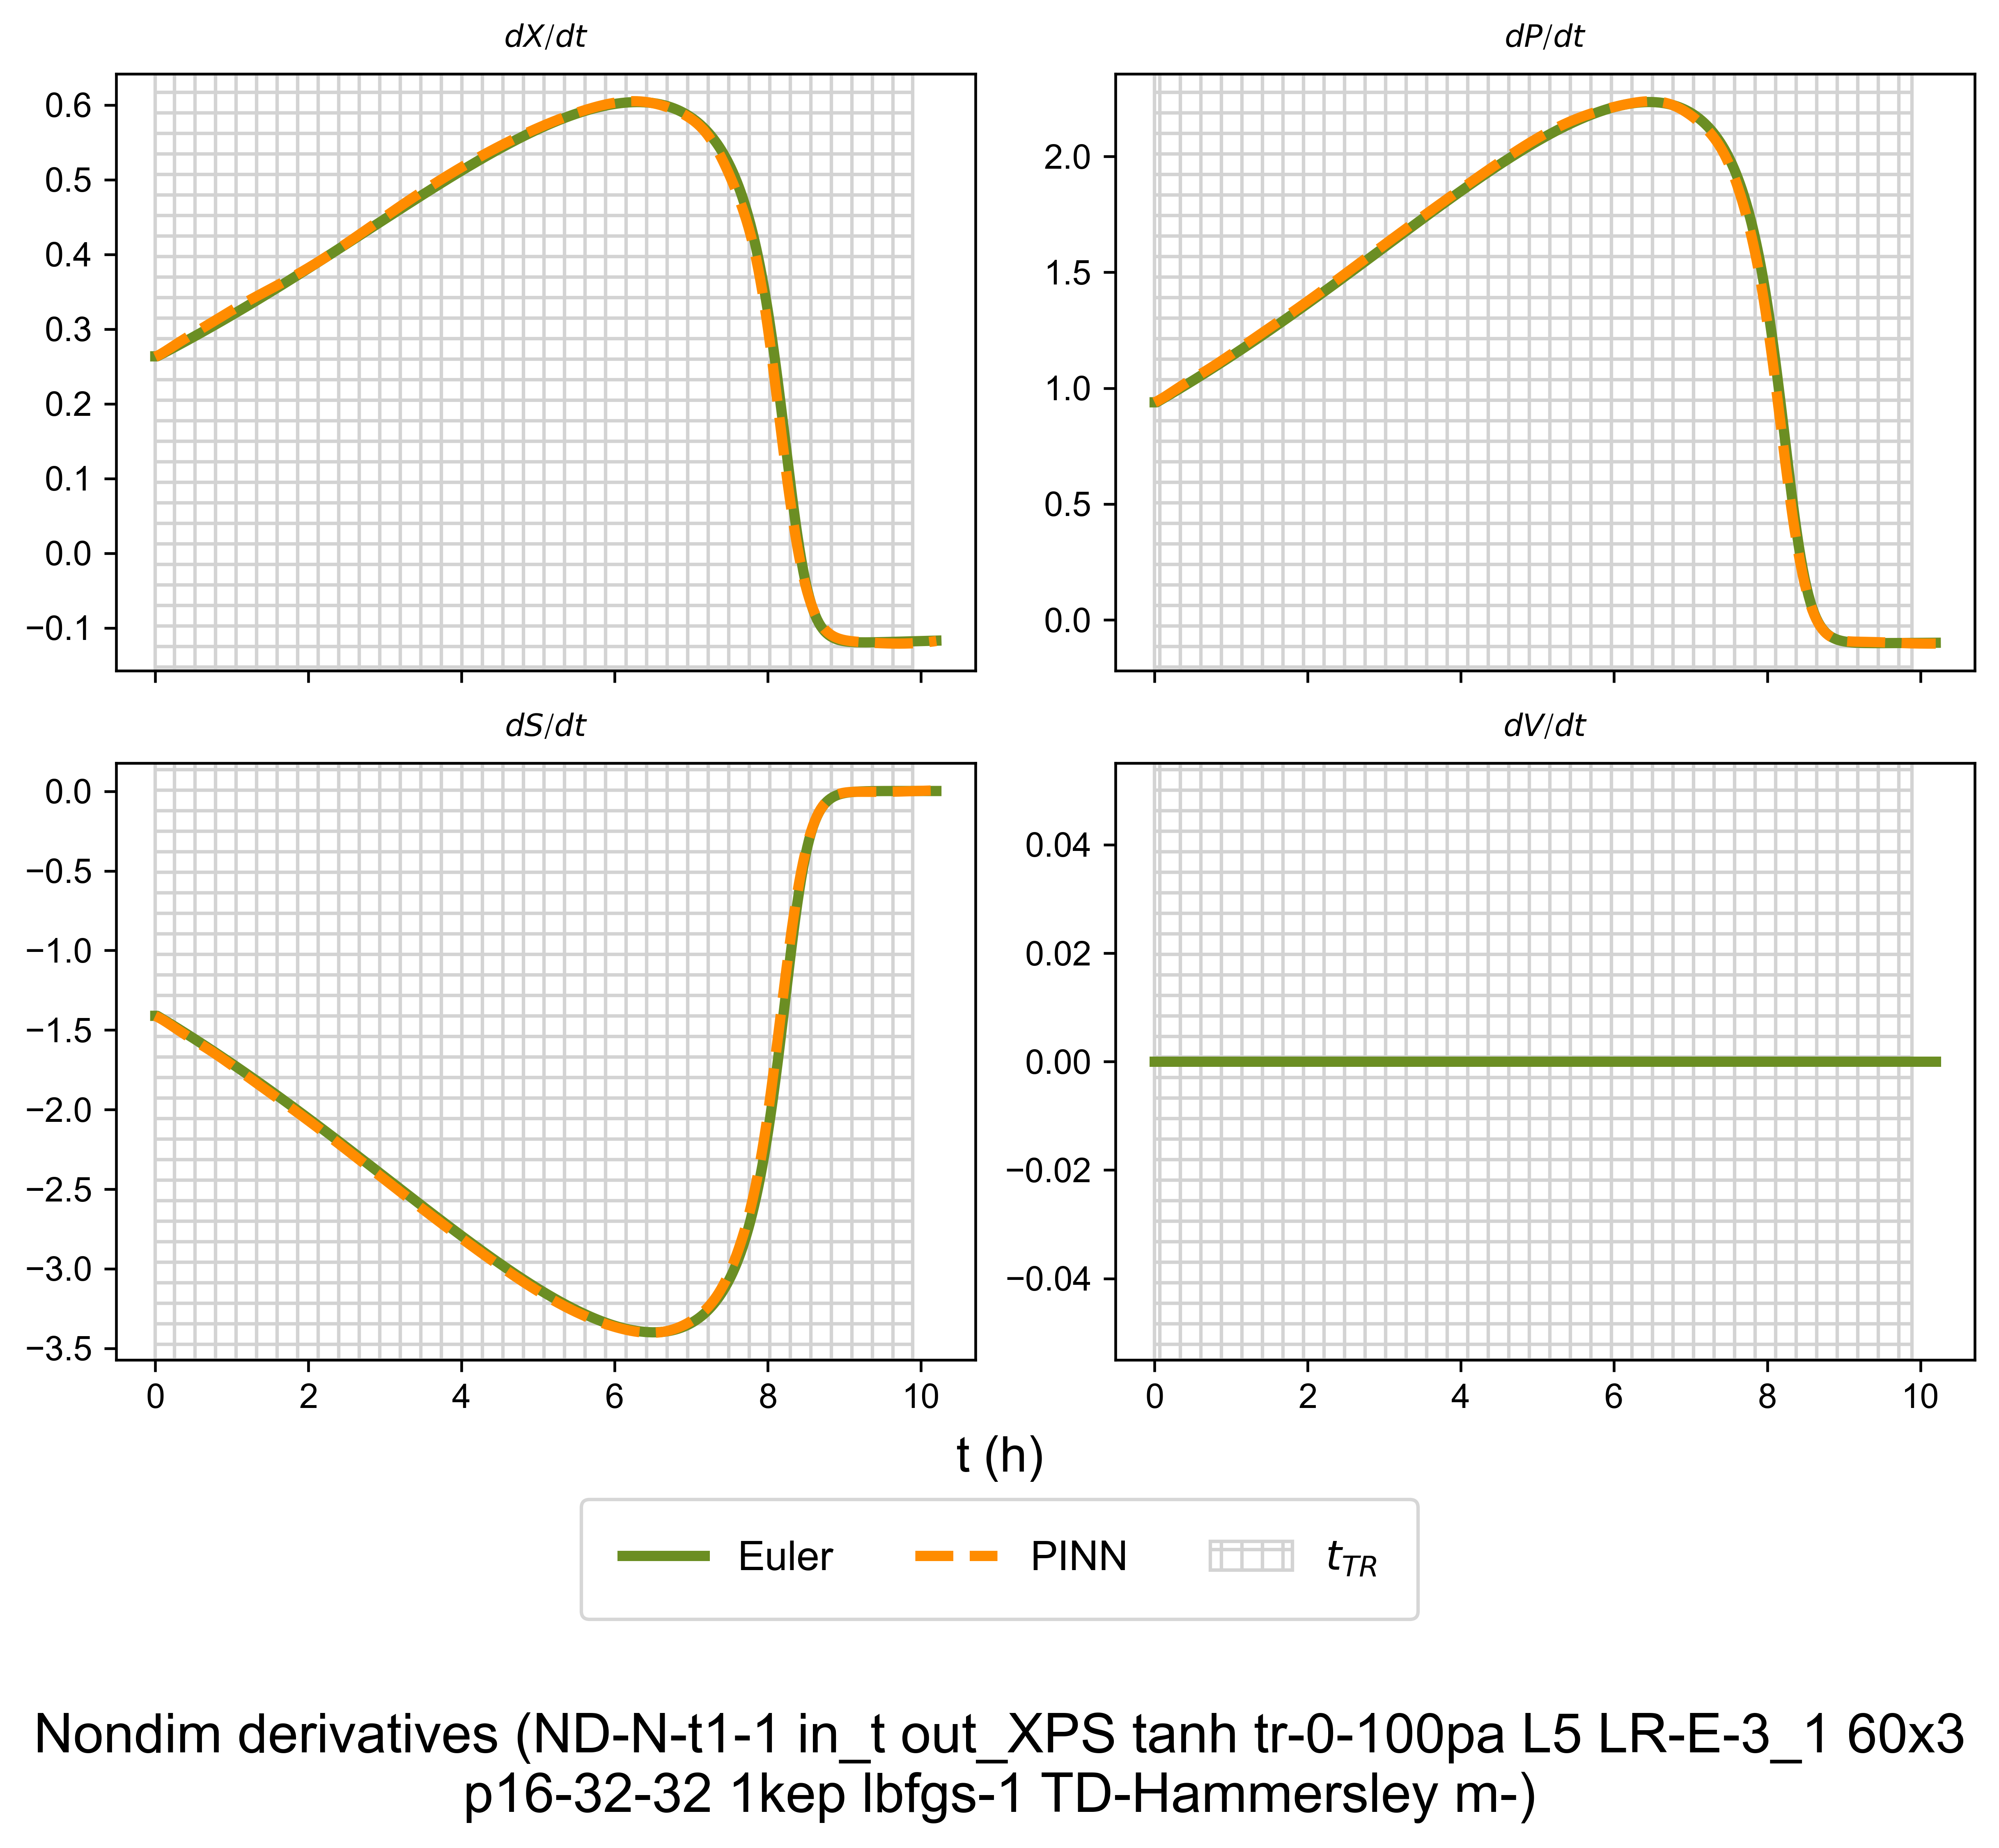 dX/dt
dP/dt
0.6
0.5
0.4
0.3
0.2
0.1
0.0
−0.1
2.0
1.5
1.0
0.5
0.0
dS/dt
dV/dt
0.0
−0.5
−1.0
−1.5
−2.0
−2.5
−3.0
−3.5
0.04
0.02
0.00
−0.02
−0.04
0 2 4 6 8 10
0 2 4 6 8 10
t (h)
Euler PINN t_TR
Nondim derivatives (ND-N-t1-1 in_t out_XPS tanh tr-0-100pa L5 LR-E-3_1 60x3
p16-32-32 1kep lbfgs-1 TD-Hammersley m-)